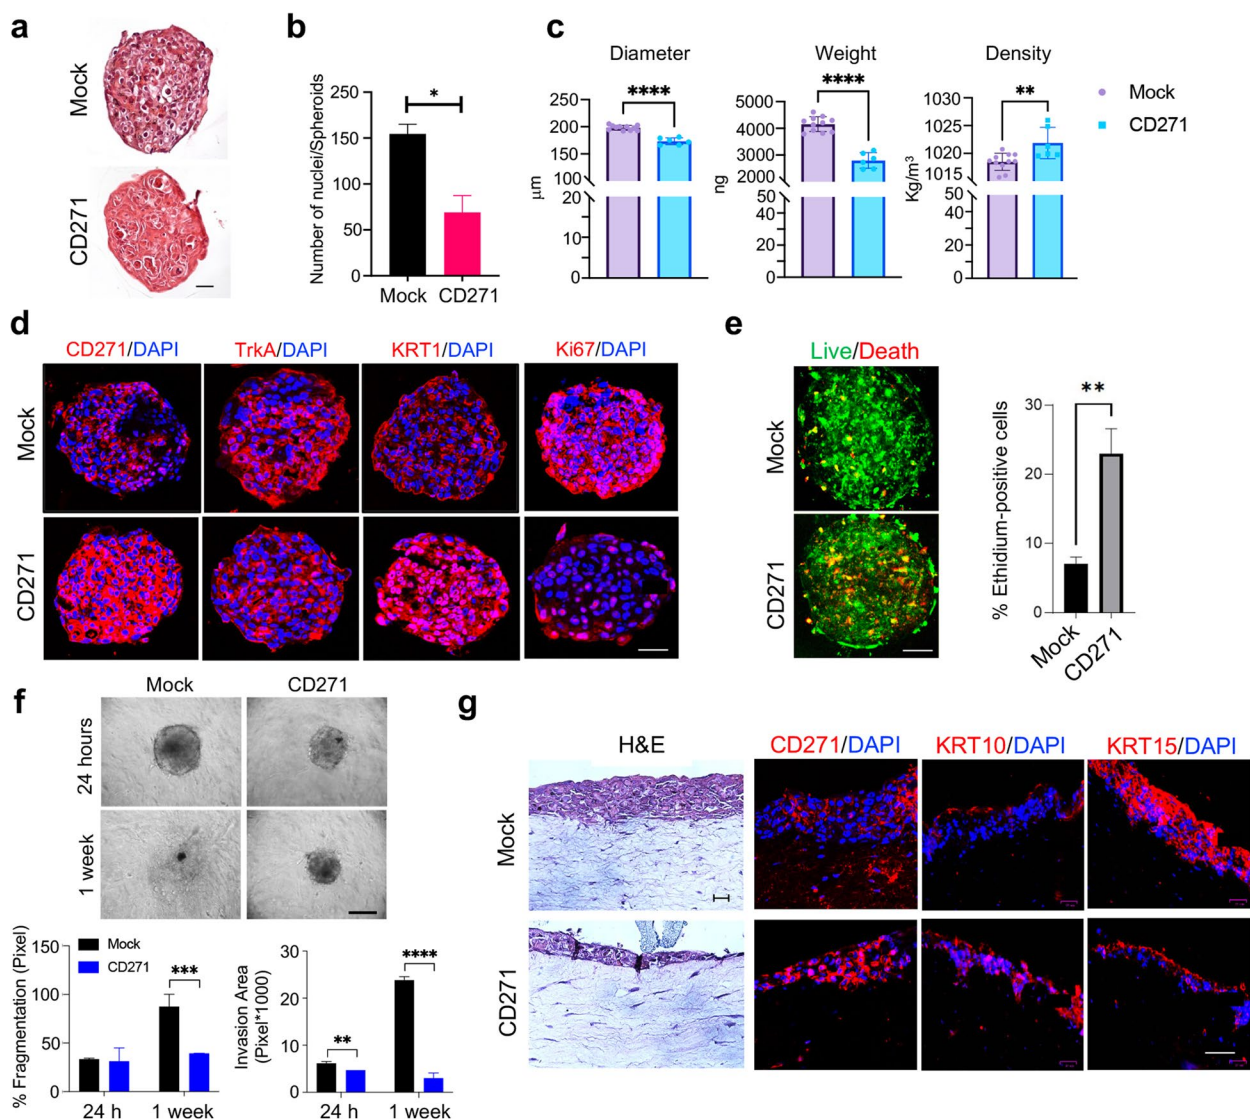 a
Mock
CD271
b
*
Number of nuclei/Spheroids
250
150
100
50
0
Mock CD271
c
Diameter
****
250
200
150
100
20
10
0
µm
Weight
****
5000
4000
3000
2000
50
40
20
0
ng
Density
**
1030
1025
1020
1015
50
40
20
0
Kg/m³
Mock
CD271
d
CD271/DAPI TrkA/DAPI KRT1/DAPI Ki67/DAPI
Mock
CD271
e
Live/Death
Mock
CD271
**
% Ethidium-positive cells
30
20
10
0
Mock
CD271
f
Mock CD271
24 hours
1 week
% Fragmentation (Pixel)
150
100
50
0
Mock
CD271
***
24 h 1 week
Invasion Area
(Pixel*1000)
30
20
10
0
**
****
24 h 1 week
g
H&E CD271/DAPI KRT10/DAPI KRT15/DAPI
Mock
CD271